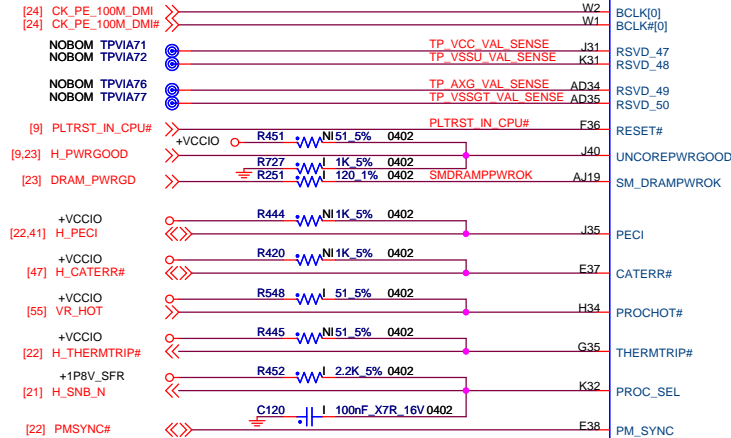 [24] CK_PE_100M_DMI W2 BCLK[0]
[24] CK_PE_100M_DMI# W1 BCLK#[0]
NOBOM TPVIA71 TP_VCC_VAL_SENSE J31 RSVD_47
NOBOM TPVIA72 TP_VSSU_VAL_SENSE K31 RSVD_48
NOBOM TPVIA76 TP_AXG_VAL_SENSE AD34 RSVD_49
NOBOM TPVIA77 TP_VSSGT_VAL_SENSE AD35 RSVD_50
[9] PLTRST_IN_CPU# PLTRST_IN_CPU# F36 RESET#
+VCCIO R451 NI 51_5% 0402
[9,23] H_PWRGOOD J40 UNCOREPWRGOOD
R727 I 1K_5% 0402
[23] DRAM_PWRGD R251 I 120_1% 0402 SMDRAMPPWROK AJ19 SM_DRAMPWROK
+VCCIO R444 NI 1K_5% 0402
[22,41] H_PECI J35 PECI
+VCCIO R420 NI 1K_5% 0402
[47] H_CATERR# E37 CATERR#
+VCCIO R548 I 51_5% 0402
[55] VR_HOT H34 PROCHOT#
+VCCIO R445 NI 51_5% 0402
[22] H_THERMTRIP# G35 THERMTRIP#
+1P8V_SFR R452 I 2.2K_5% 0402
[21] H_SNB_N K32 PROC_SEL
C120 I 100nF_X7R_16V 0402
[22] PMSYNC# E38 PM_SYNC